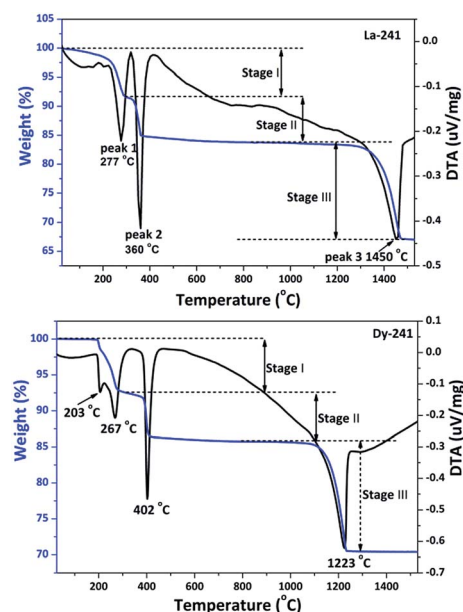 La-241
100
95
90
85
80
75
70
65
Weight (%)
0.0
-0.1
-0.2
-0.3
-0.4
-0.5
DTA (uV/mg)
Stage I
Stage II
Stage III
peak 1
277 °C
peak 2
360 °C
peak 3 1450 °C
200 400 600 800 1000 1200 1400
Temperature (°C)
Dy-241
100
95
90
85
80
75
70
Weight (%)
0.1
0.0
-0.1
-0.2
-0.3
-0.4
-0.5
-0.6
-0.7
DTA (uV/mg)
Stage I
Stage II
Stage III
203 °C
267 °C
402 °C
1223 °C
200 400 600 800 1000 1200 1400
Temperature (°C)